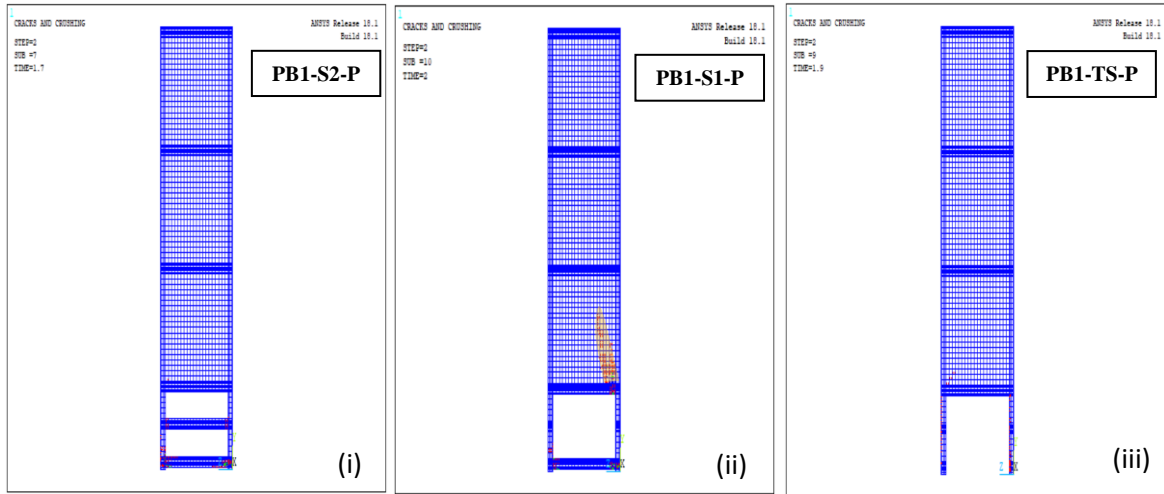 1
CRACKS AND CRUSHING
STEP=2
SUB =7
TIME=1.7
ANSYS Release 18.1
Build 18.1
PB1-S2-P
Z X
(i)
1
CRACKS AND CRUSHING
STEP=2
SUB =10
TIME=2
ANSYS Release 18.1
Build 18.1
PB1-S1-P
Z X
(ii)
1
CRACKS AND CRUSHING
STEP=2
SUB =9
TIME=1.9
ANSYS Release 18.1
Build 18.1
PB1-TS-P
Z X
(iii)